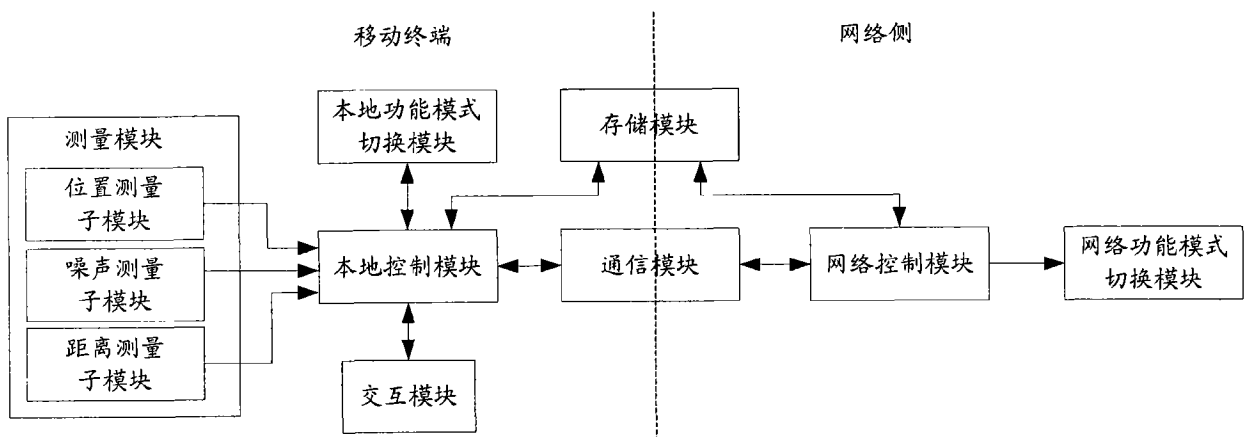 移动终端
网络侧
本地功能模式
切换模块
存储模块
测量模块
位置测量
子模块
噪声测量
子模块
距离测量
子模块
本地控制模块
通信模块
网络控制模块
网络功能模式
切换模块
交互模块